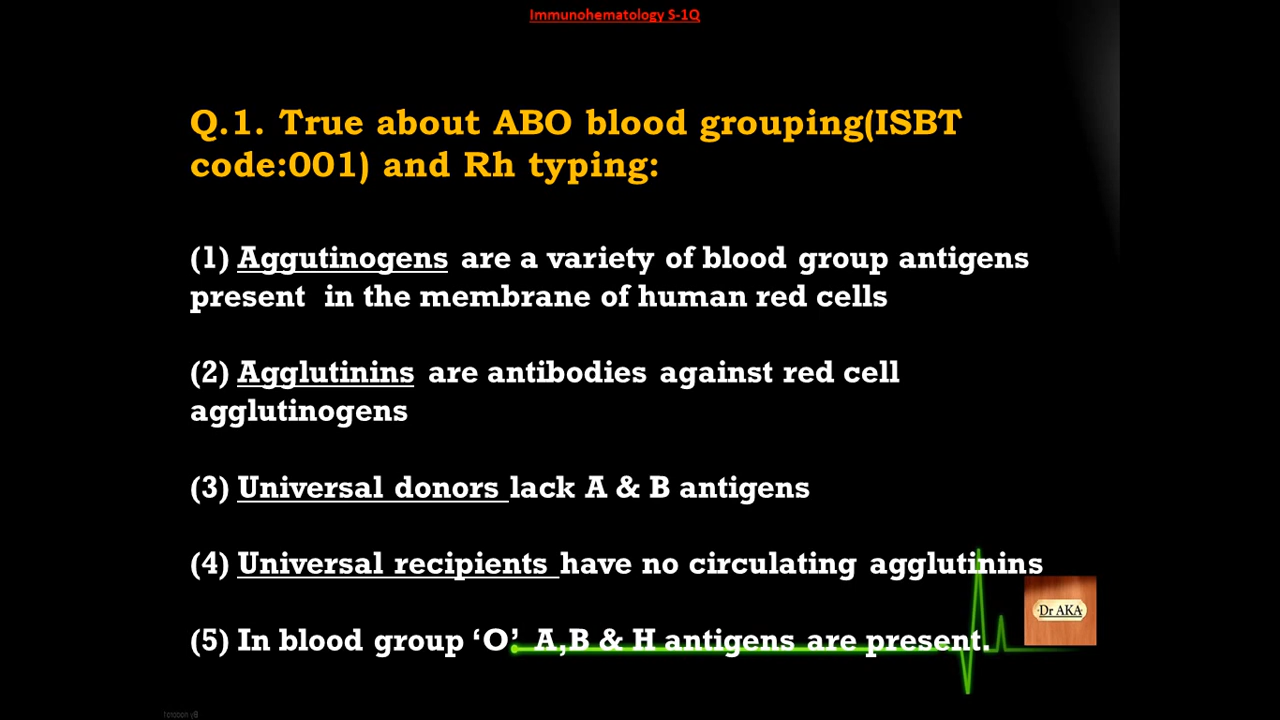 Immunohematology S-1Q
Q.1. True about ABO blood grouping(ISBT
code:001) and Rh typing:
(1) Aggutinogens are a variety of blood group antigens
present in the membrane of human red cells
(2) Agglutinins are antibodies against red cell
agglutinogens
(3) Universal donors lack A & B antigens
(4) Universal recipients have no circulating agglutinins
Dr AKA
(5) In blood group ‘O’ A,B & H antigens are present.